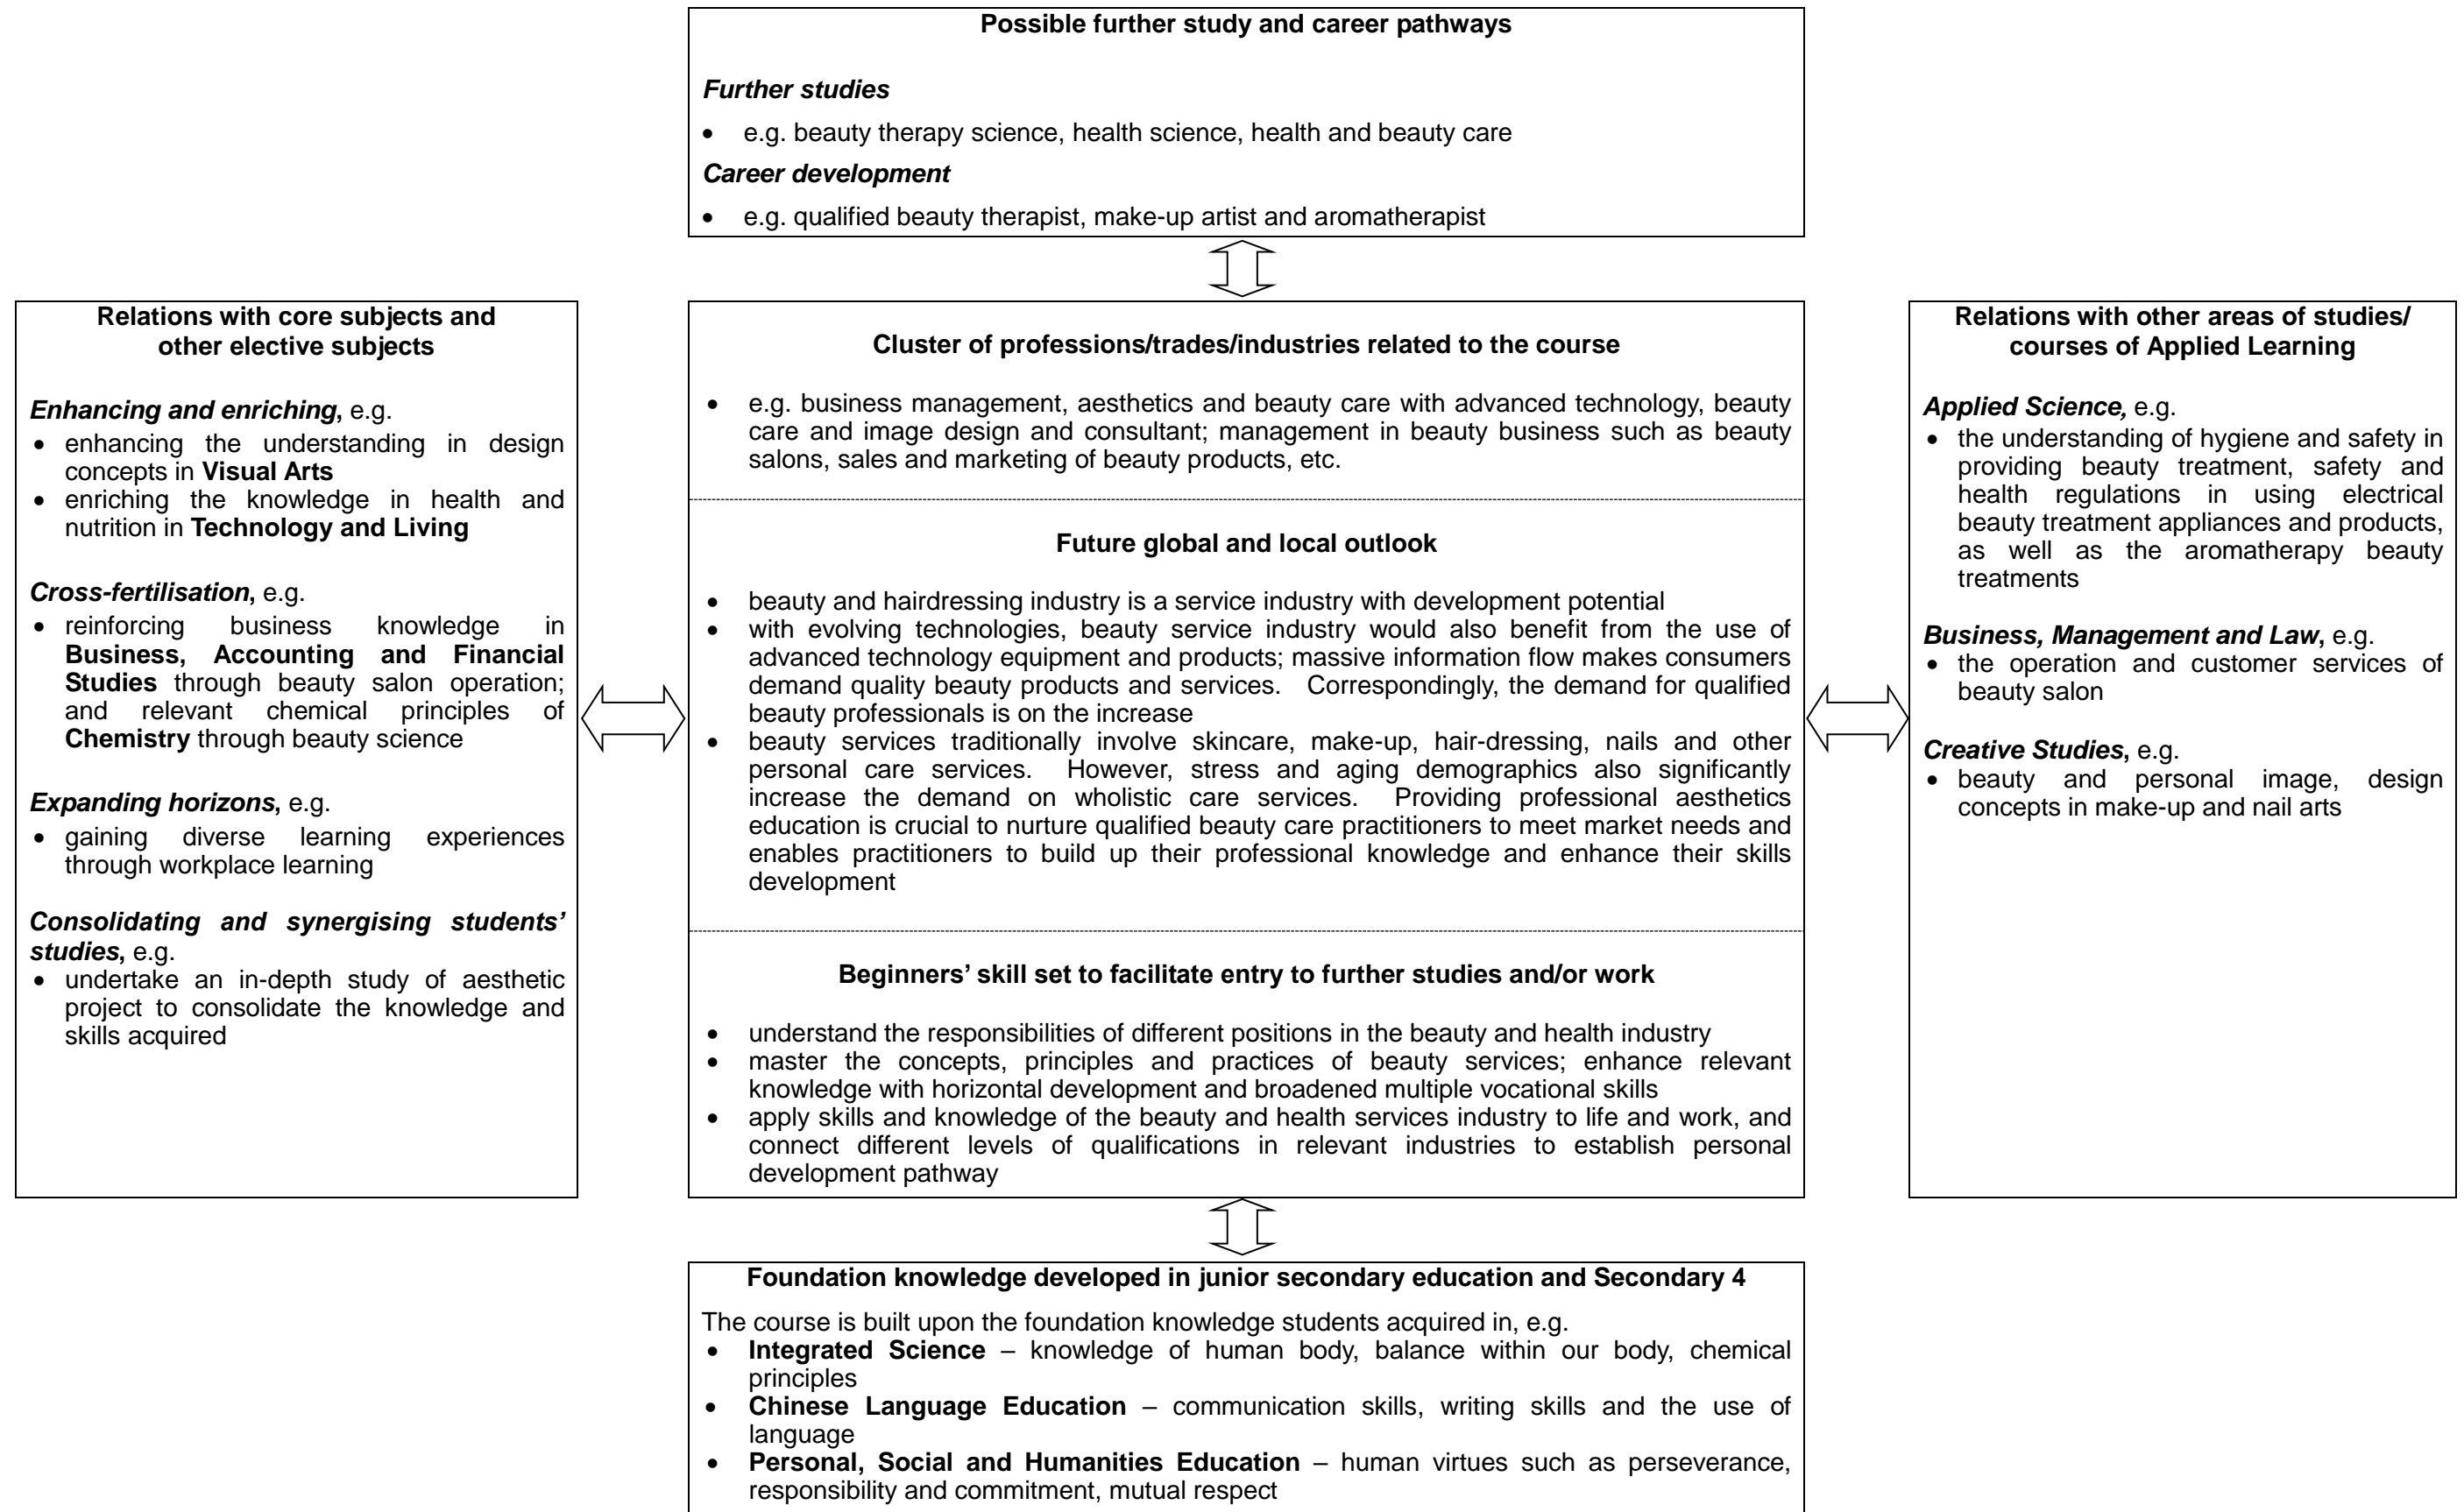 Possible further study and career pathways
Further studies
• e.g. beauty therapy science, health science, health and beauty care
Career development
• e.g. qualified beauty therapist, make-up artist and aromatherapist
Relations with core subjects and
other elective subjects
Enhancing and enriching, e.g.
• enhancing the understanding in design
concepts in Visual Arts
• enriching the knowledge in health and
nutrition in Technology and Living
Cross-fertilisation, e.g.
• reinforcing business knowledge in
Business, Accounting and Financial
Studies through beauty salon operation;
and relevant chemical principles of
Chemistry through beauty science
Expanding horizons, e.g.
• gaining diverse learning experiences
through workplace learning
Consolidating and synergising students’
studies, e.g.
• undertake an in-depth study of aesthetic
project to consolidate the knowledge and
skills acquired
Cluster of professions/trades/industries related to the course
• e.g. business management, aesthetics and beauty care with advanced technology, beauty
care and image design and consultant; management in beauty business such as beauty
salons, sales and marketing of beauty products, etc.
Future global and local outlook
• beauty and hairdressing industry is a service industry with development potential
• with evolving technologies, beauty service industry would also benefit from the use of
advanced technology equipment and products; massive information flow makes consumers
demand quality beauty products and services. Correspondingly, the demand for qualified
beauty professionals is on the increase
• beauty services traditionally involve skincare, make-up, hair-dressing, nails and other
personal care services. However, stress and aging demographics also significantly
increase the demand on wholistic care services. Providing professional aesthetics
education is crucial to nurture qualified beauty care practitioners to meet market needs and
enables practitioners to build up their professional knowledge and enhance their skills
development
Beginners’ skill set to facilitate entry to further studies and/or work
• understand the responsibilities of different positions in the beauty and health industry
• master the concepts, principles and practices of beauty services; enhance relevant
knowledge with horizontal development and broadened multiple vocational skills
• apply skills and knowledge of the beauty and health services industry to life and work, and
connect different levels of qualifications in relevant industries to establish personal
development pathway
Relations with other areas of studies/
courses of Applied Learning
Applied Science, e.g.
• the understanding of hygiene and safety in
providing beauty treatment, safety and
health regulations in using electrical
beauty treatment appliances and products,
as well as the aromatherapy beauty
treatments
Business, Management and Law, e.g.
• the operation and customer services of
beauty salon
Creative Studies, e.g.
• beauty and personal image, design
concepts in make-up and nail arts
Foundation knowledge developed in junior secondary education and Secondary 4
The course is built upon the foundation knowledge students acquired in, e.g.
• Integrated Science – knowledge of human body, balance within our body, chemical
principles
• Chinese Language Education – communication skills, writing skills and the use of
language
• Personal, Social and Humanities Education – human virtues such as perseverance,
responsibility and commitment, mutual respect